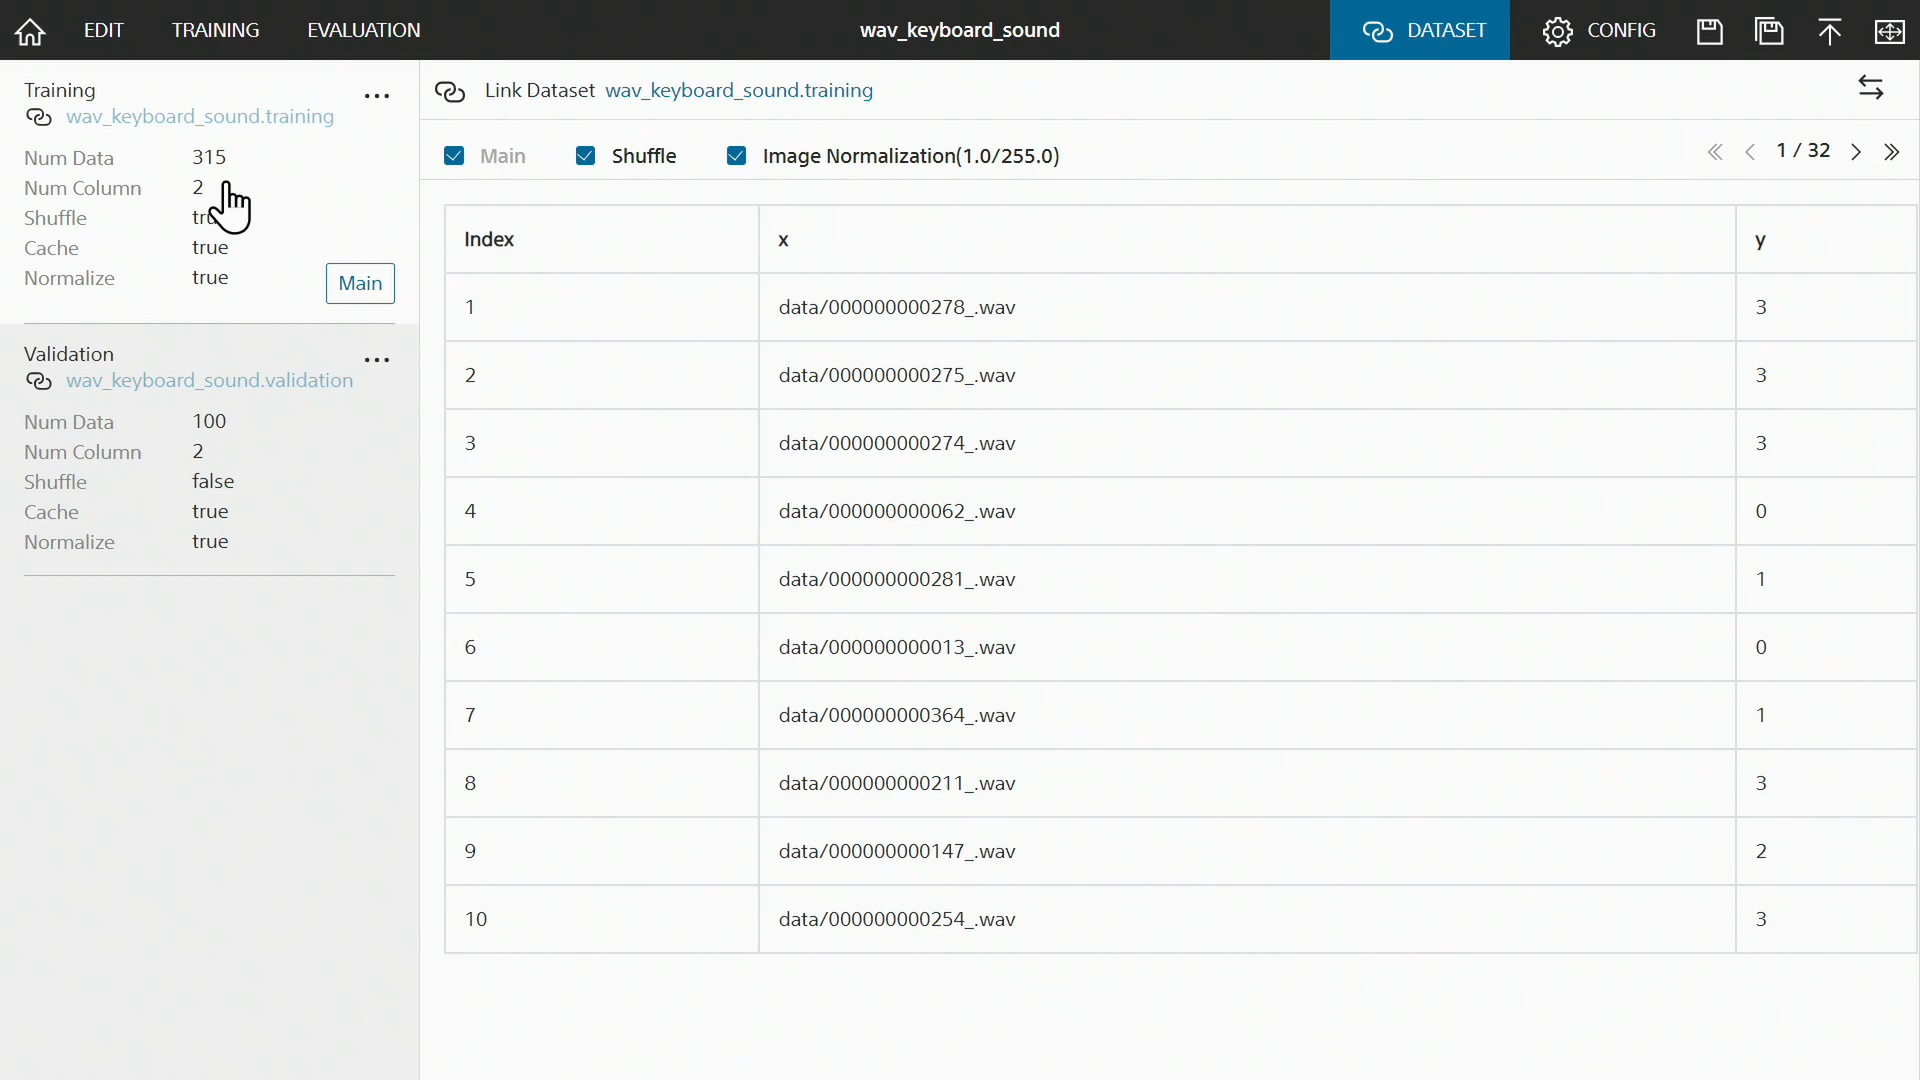 EDIT TRAINING EVALUATION wav_keyboard_sound DATASET CONFIG
Training
wav_keyboard_sound.training
Num Data 315
Num Column 2
Shuffle
Cache true
Normalize true
Main
Validation
wav_keyboard_sound.validation
Num Data 100
Num Column 2
Shuffle false
Cache true
Normalize true
Link Dataset wav_keyboard_sound.training
Main Shuffle Image Normalization(1.0/255.0) 1 / 32
Index x y
1 data/000000000278_.wav 3
2 data/000000000275_.wav 3
3 data/000000000274_.wav 3
4 data/000000000062_.wav 0
5 data/000000000281_.wav 1
6 data/000000000013_.wav 0
7 data/000000000364_.wav 1
8 data/000000000211_.wav 3
9 data/000000000147_.wav 2
10 data/000000000254_.wav 3